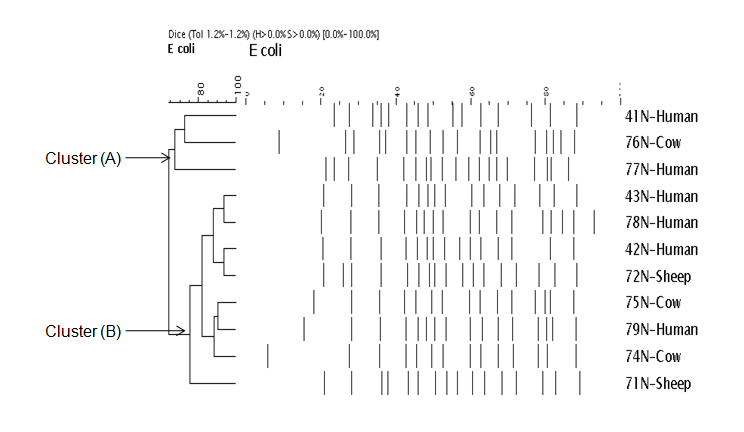 Dice (Tol 1.2%-1.2%) (H>0.0% S>0.0%) [0.0%-100.0%]
E coli E coli
80 100 0 20 40 60 80
41N-Human
76N-Cow
Cluster (A)
77N-Human
43N-Human
78N-Human
42N-Human
72N-Sheep
75N-Cow
Cluster (B)
79N-Human
74N-Cow
71N-Sheep